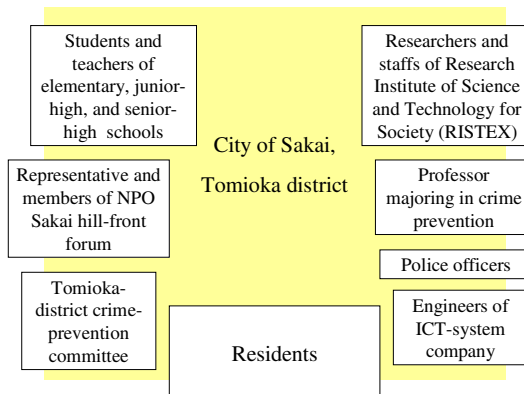 Students and
teachers of
elementary, junior-
high, and senior-
high schools
Representative and
members of NPO
Sakai hill-front
forum
Tomioka-
district crime-
prevention
committee
City of Sakai,
Tomioka district
Residents
Researchers and
staffs of Research
Institute of Science
and Technology for
Society (RISTEX)
Professor
majoring in crime
prevention
Police officers
Engineers of
ICT-system
company